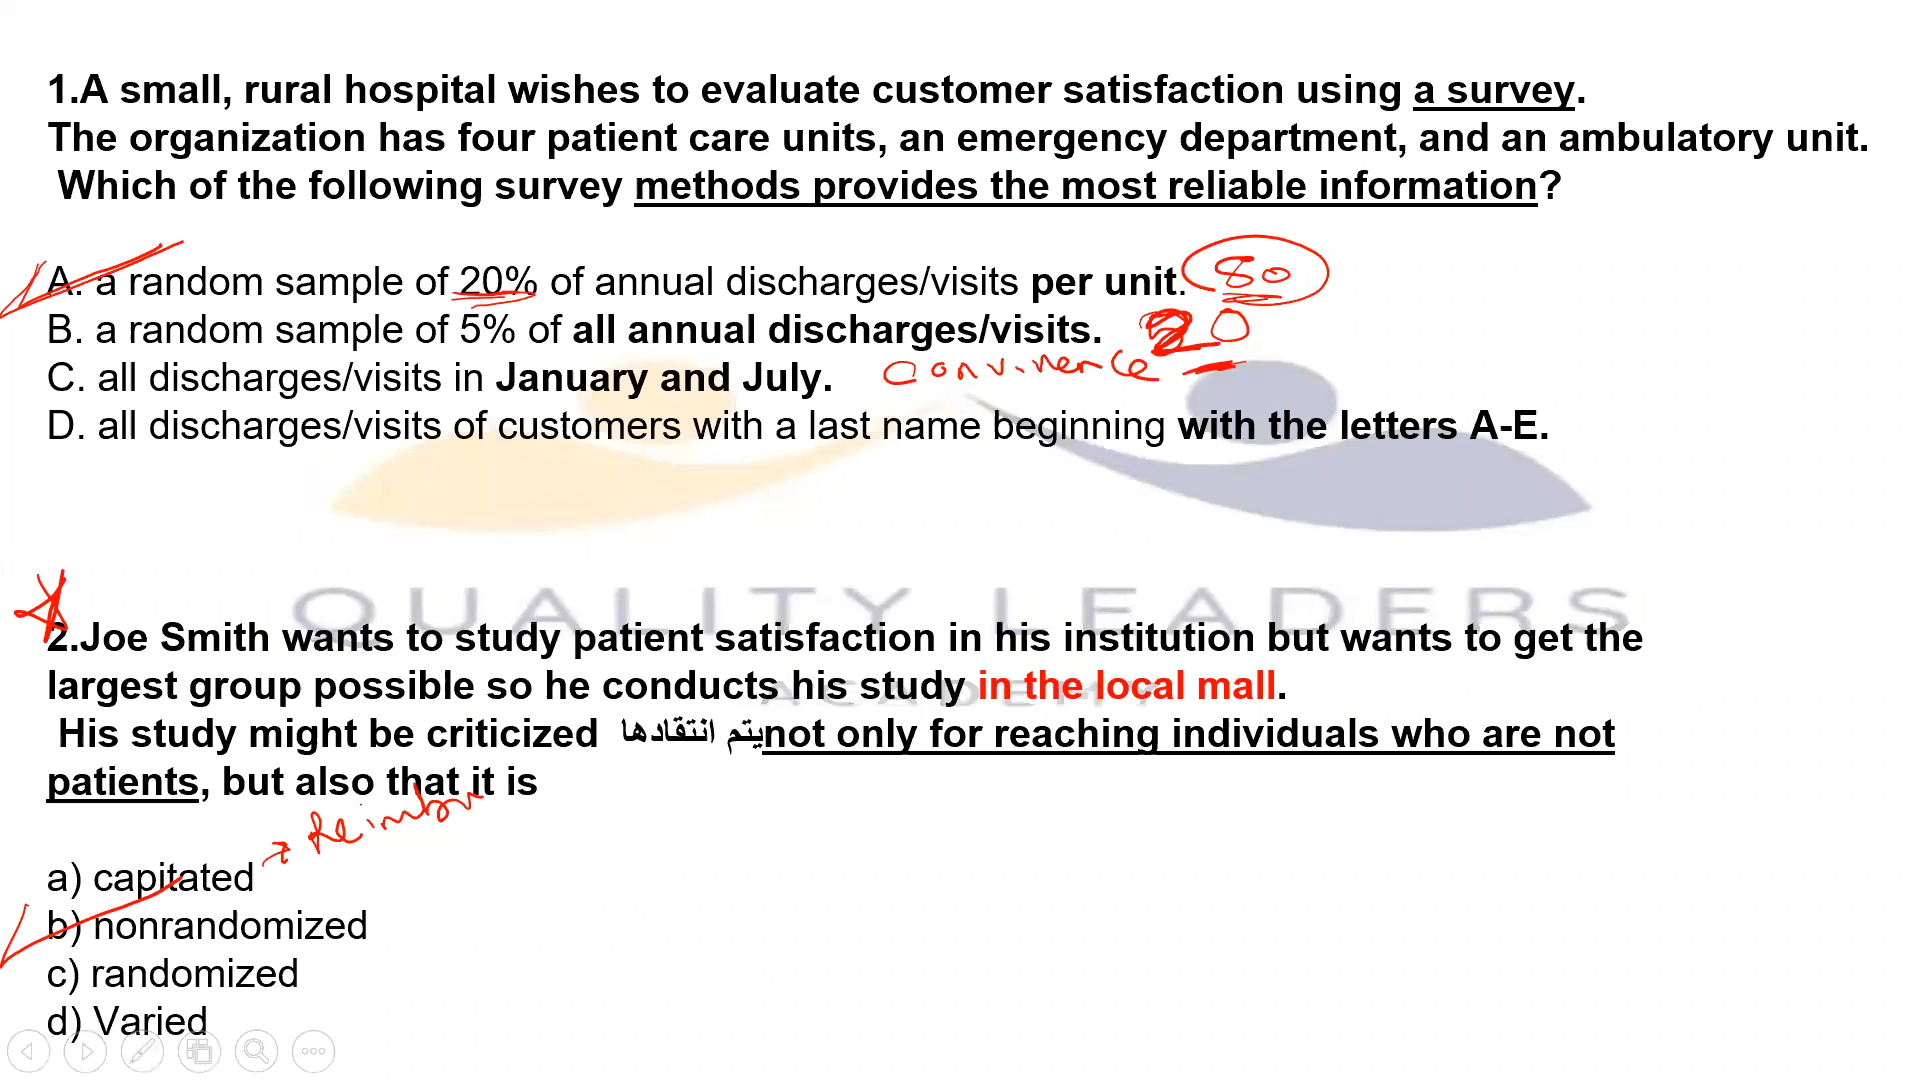 1.A small, rural hospital wishes to evaluate customer satisfaction using a survey.
The organization has four patient care units, an emergency department, and an ambulatory unit.
Which of the following survey methods provides the most reliable information?
A. a random sample of 20% of annual discharges/visits per unit. 80
B. a random sample of 5% of all annual discharges/visits. 20
C. all discharges/visits in January and July. Convinence
D. all discharges/visits of customers with a last name beginning with the letters A-E.
QUALITY LEADERS
2.Joe Smith wants to study patient satisfaction in his institution but wants to get the
largest group possible so he conducts his study in the local mall.
ACADEMY
His study might be criticized يتم انتقادها not only for reaching individuals who are not
patients, but also that it is
a) capitated
b) nonrandomized
c) randomized
d) Varied